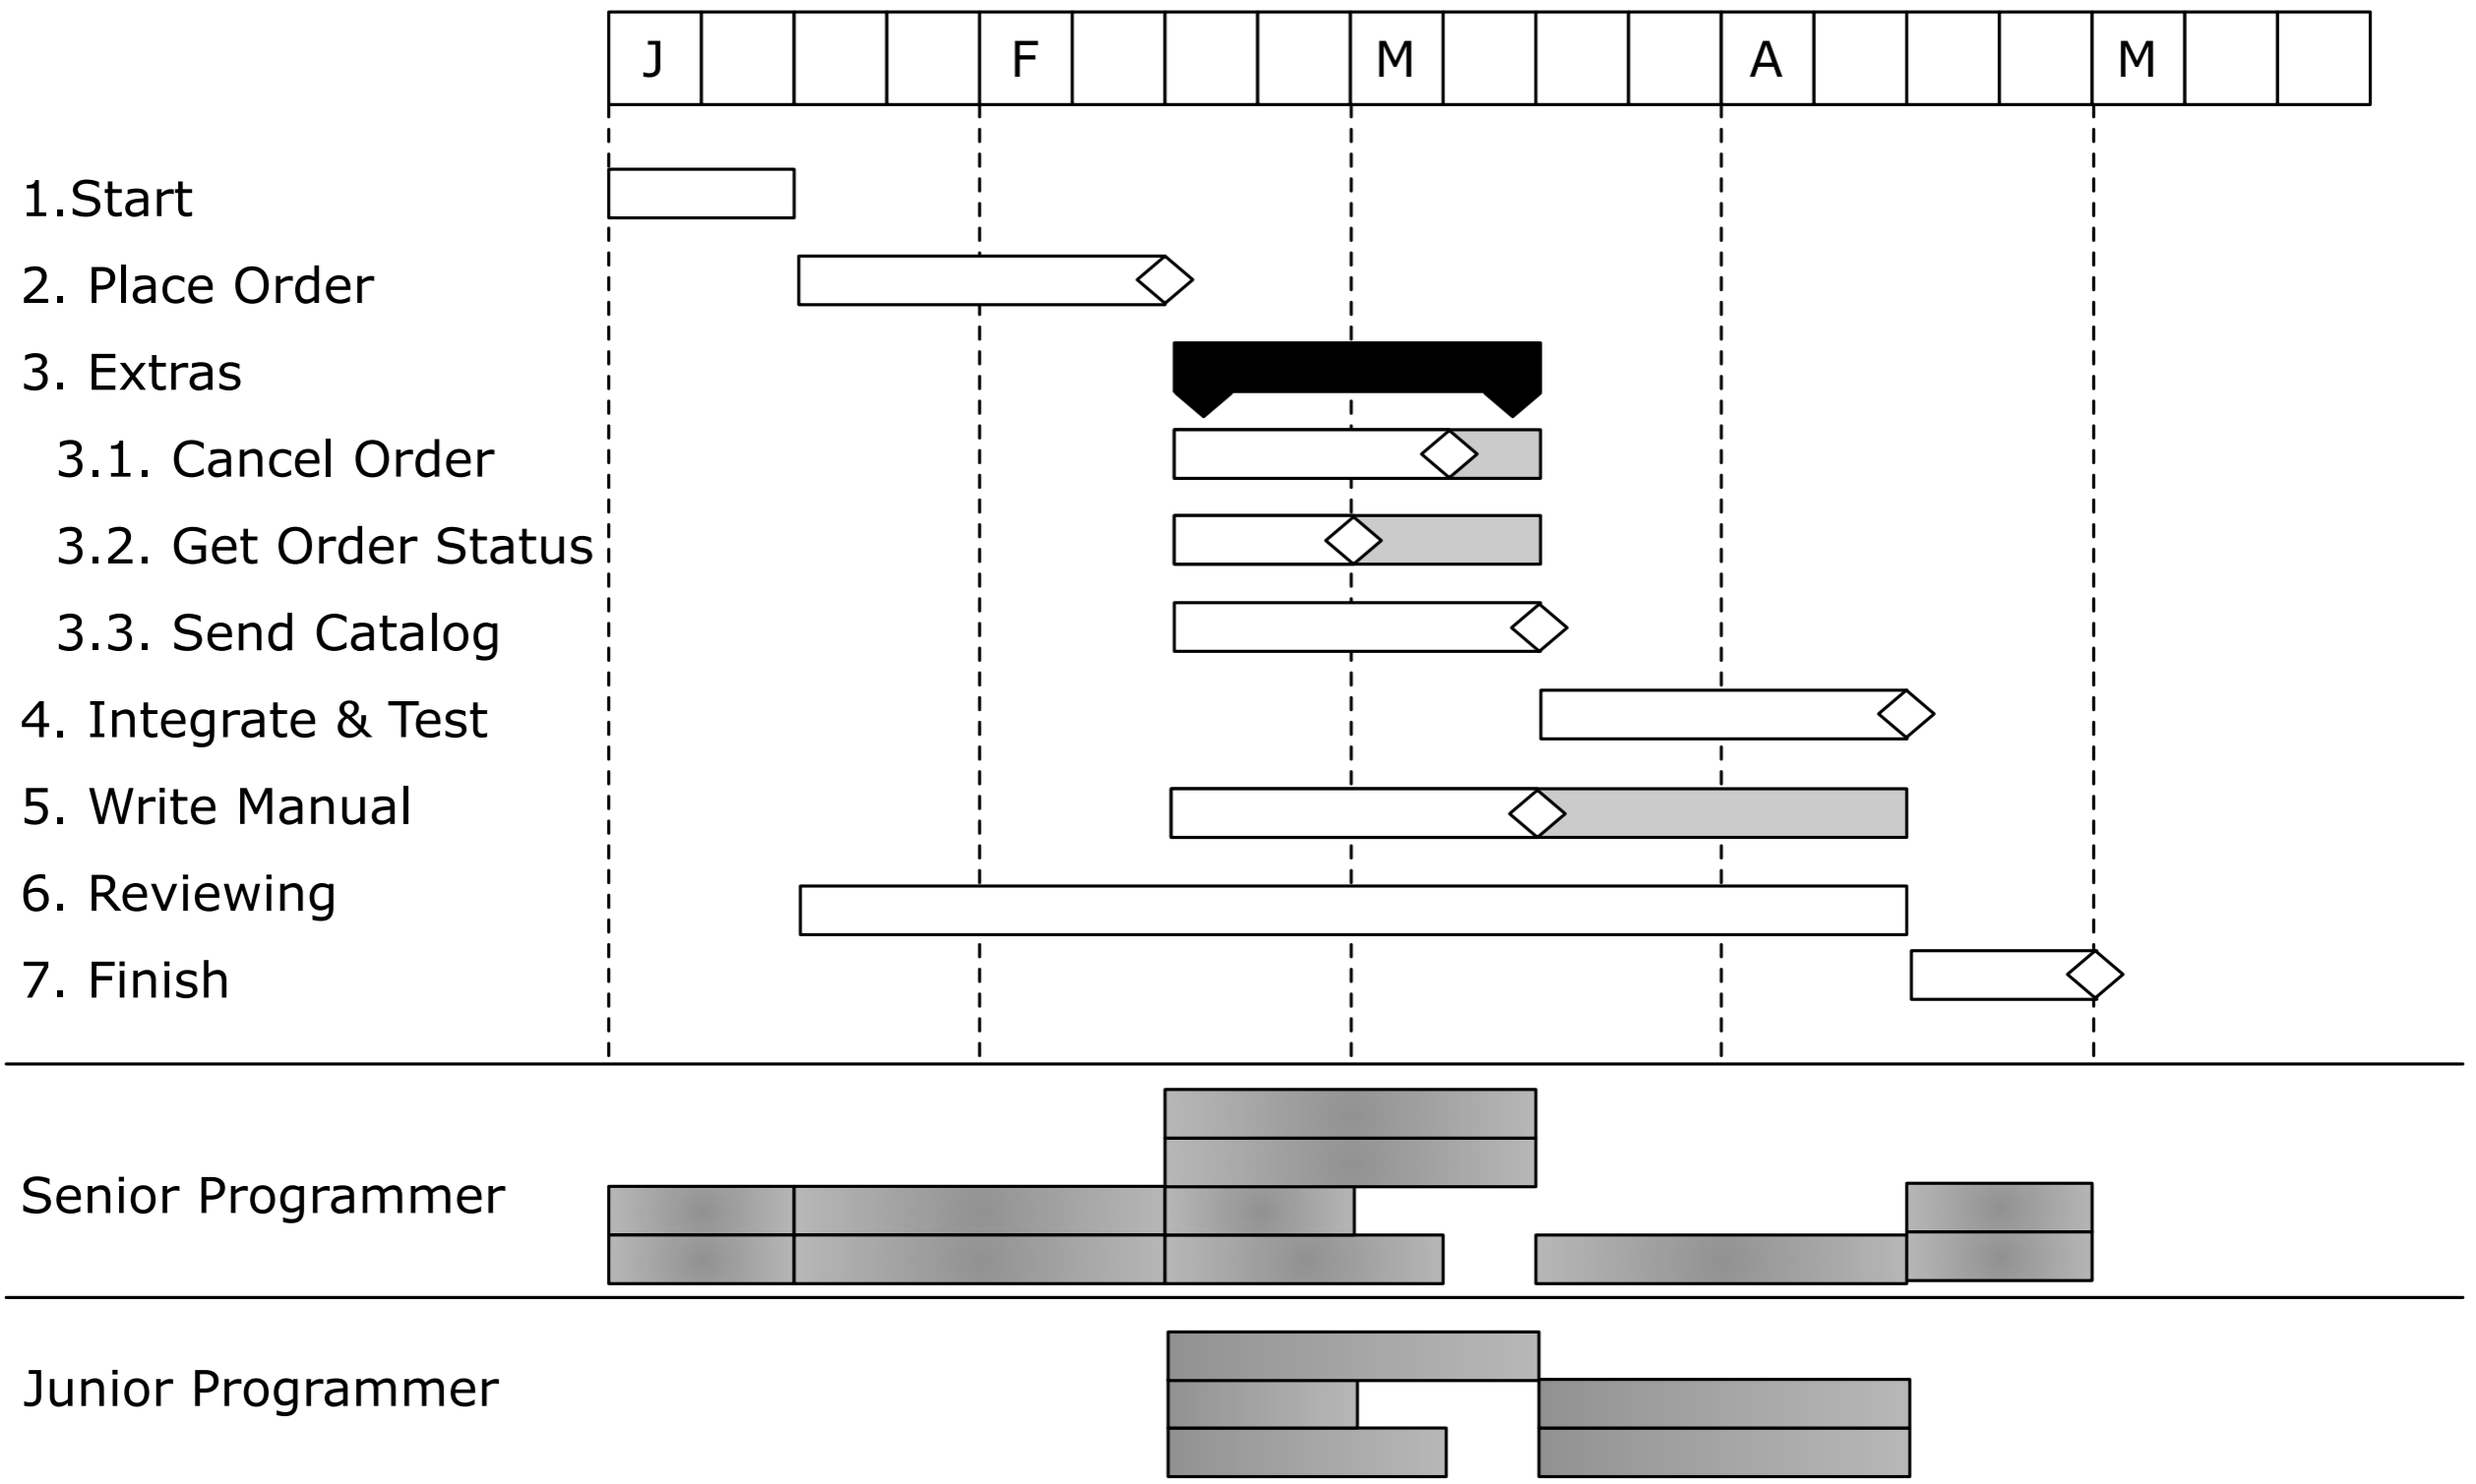 J F M A M
1.Start
2. Place Order
3. Extras
3.1. Cancel Order
3.2. Get Order Status
3.3. Send Catalog
4. Integrate & Test
5. Write Manual
6. Reviewing
7. Finish
Senior Programmer
Junior Programmer